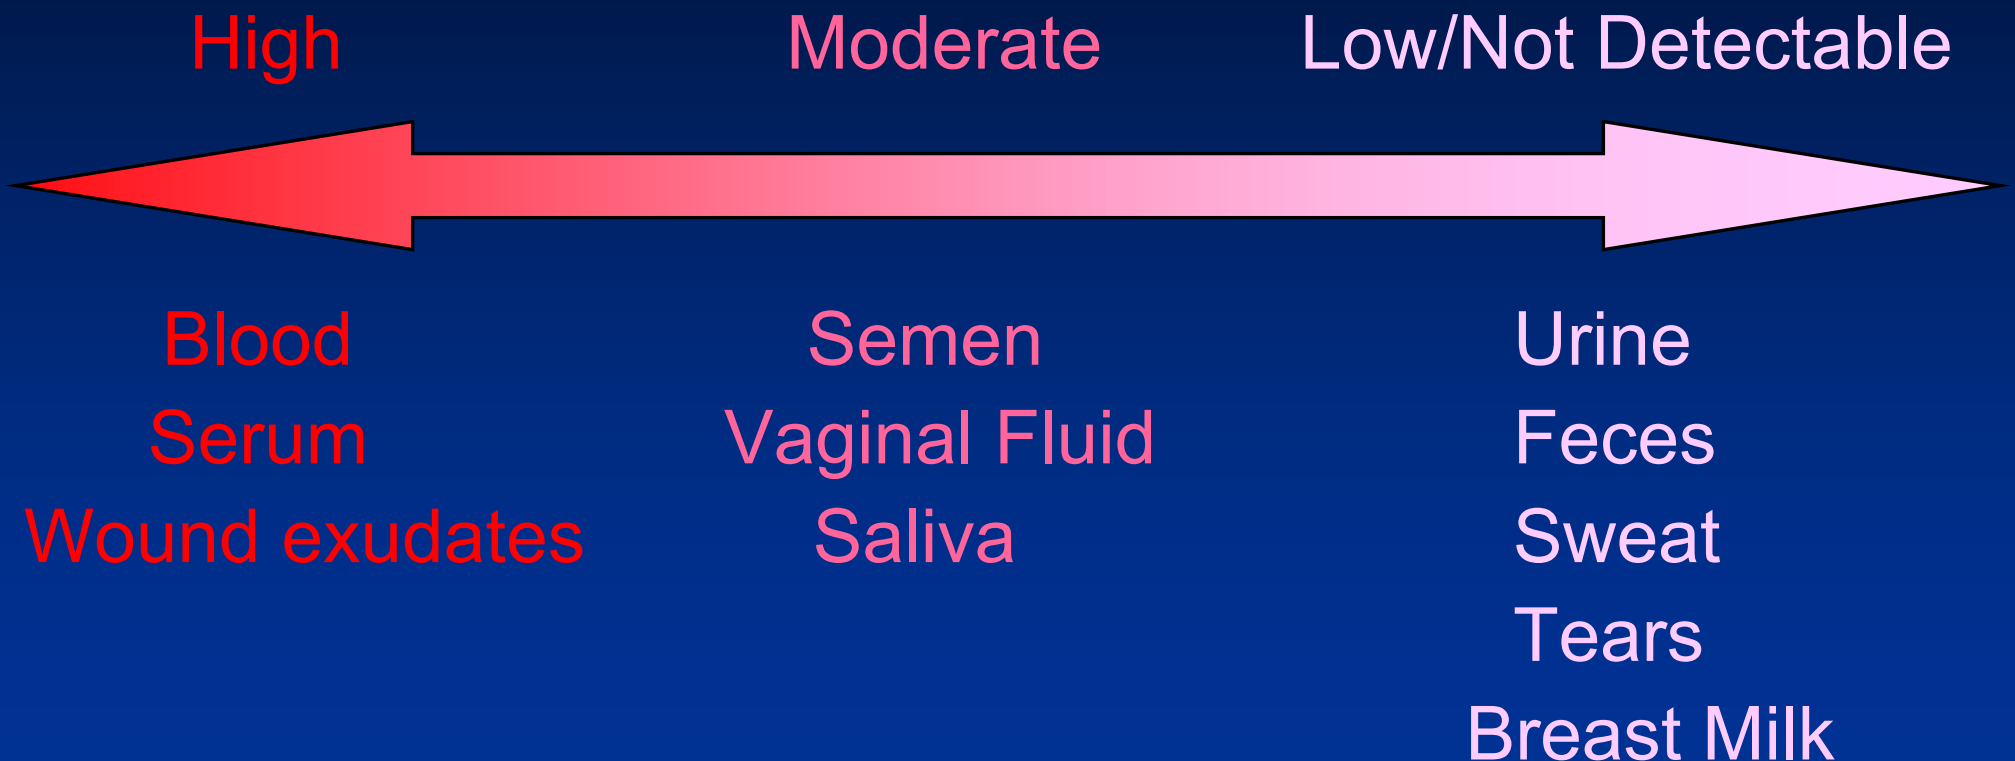 High Moderate Low/Not Detectable
Blood Semen Urine
Serum Vaginal Fluid Feces
Wound exudates Saliva Sweat
Tears
Breast Milk